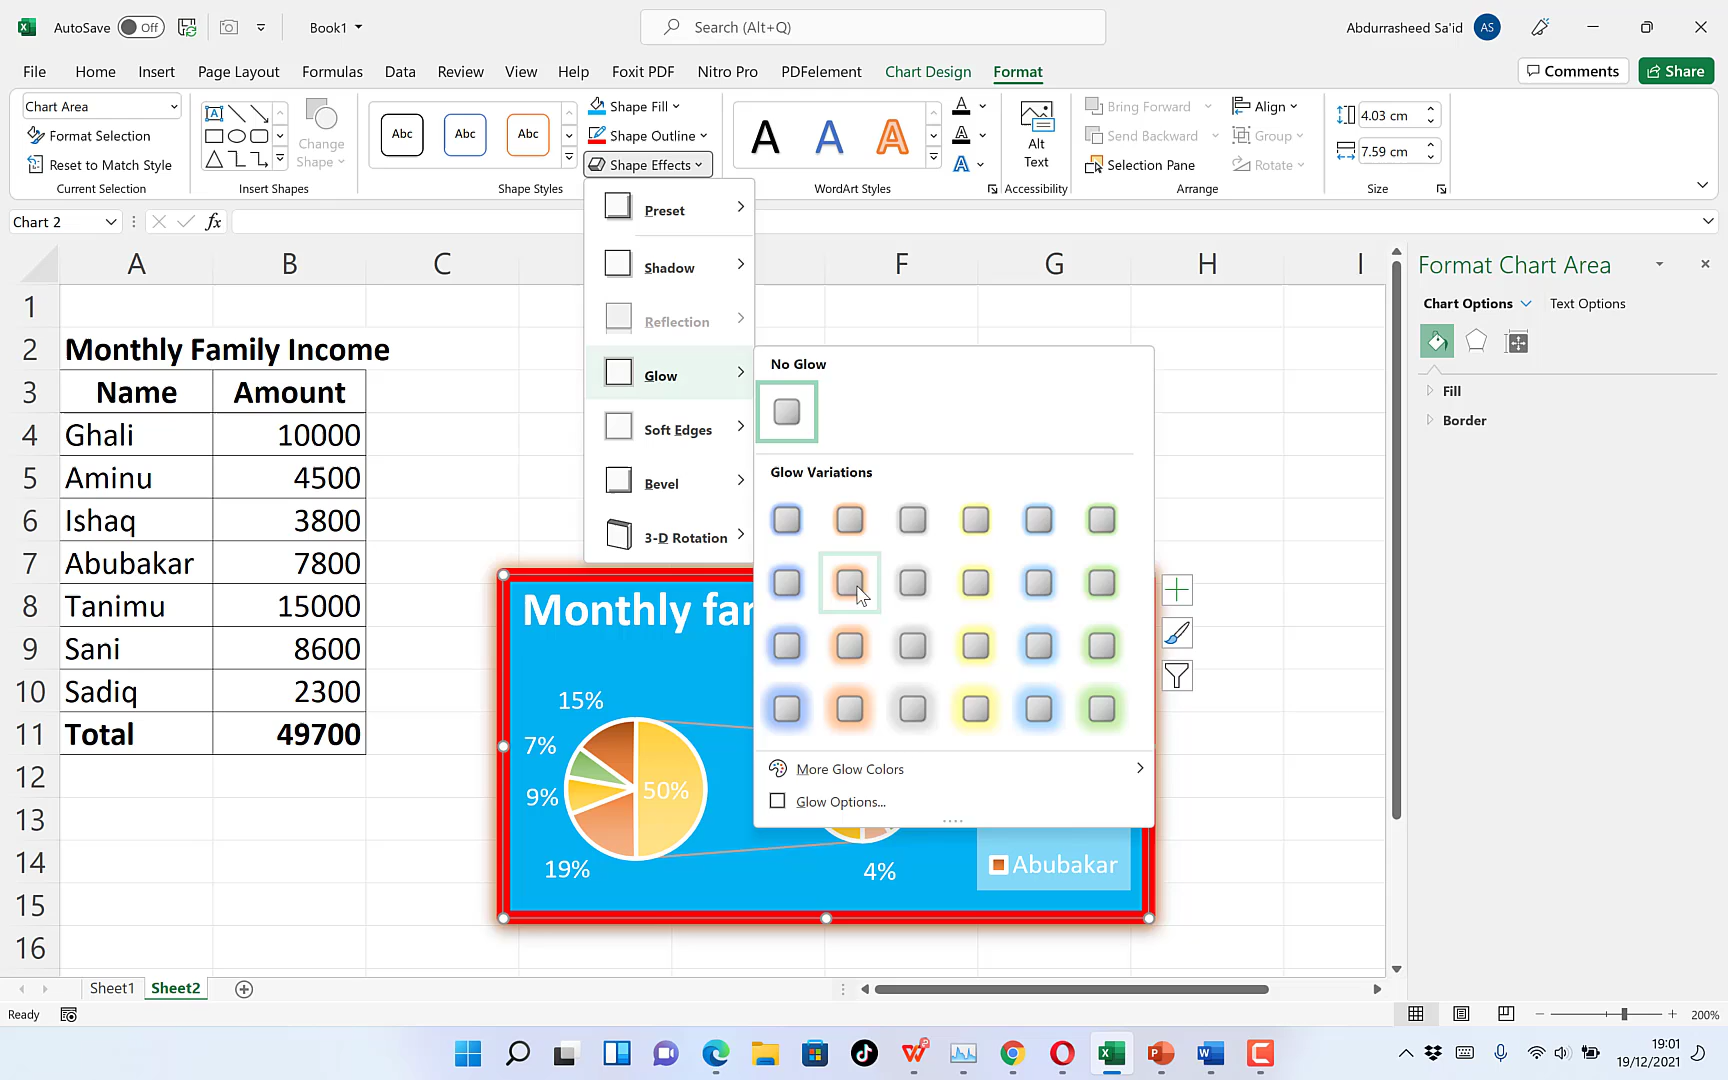 AutoSave Off Book1 Search (Alt+Q) Abdurrasheed Sa'id AS
File Home Insert Page Layout Formulas Data Review View Help Foxit PDF Nitro Pro PDFelement Chart Design Format Comments Share
Chart Area
Format Selection
Reset to Match Style
Current Selection
Change
Shape
Insert Shapes
Abc Abc Abc
Shape Fill
Shape Outline
Shape Effects
Shape Styles
A A A
WordArt Styles
Alt
Text
Accessibility
Bring Forward
Send Backward
Selection Pane
Align
Group
Rotate
Arrange
4.03 cm
7.59 cm
Size
Chart 2 fx
A B C F G H I
1
2 Monthly Family Income
3 Name Amount
4 Ghali 10000
5 Aminu 4500
6 Ishaq 3800
7 Abubakar 7800
8 Tanimu 15000
9 Sani 8600
10 Sadiq 2300
11 Total 49700
12
13
14
15
16
Preset
Shadow
Reflection
Glow
Soft Edges
Bevel
3-D Rotation
No Glow
Glow Variations
More Glow Colors
Glow Options...
Monthly far
15%
7%
50%
9%
19%
4%
Abubakar
Format Chart Area
Chart Options Text Options
Fill
Border
Sheet1 Sheet2
Ready 200%
19:01
19/12/2021